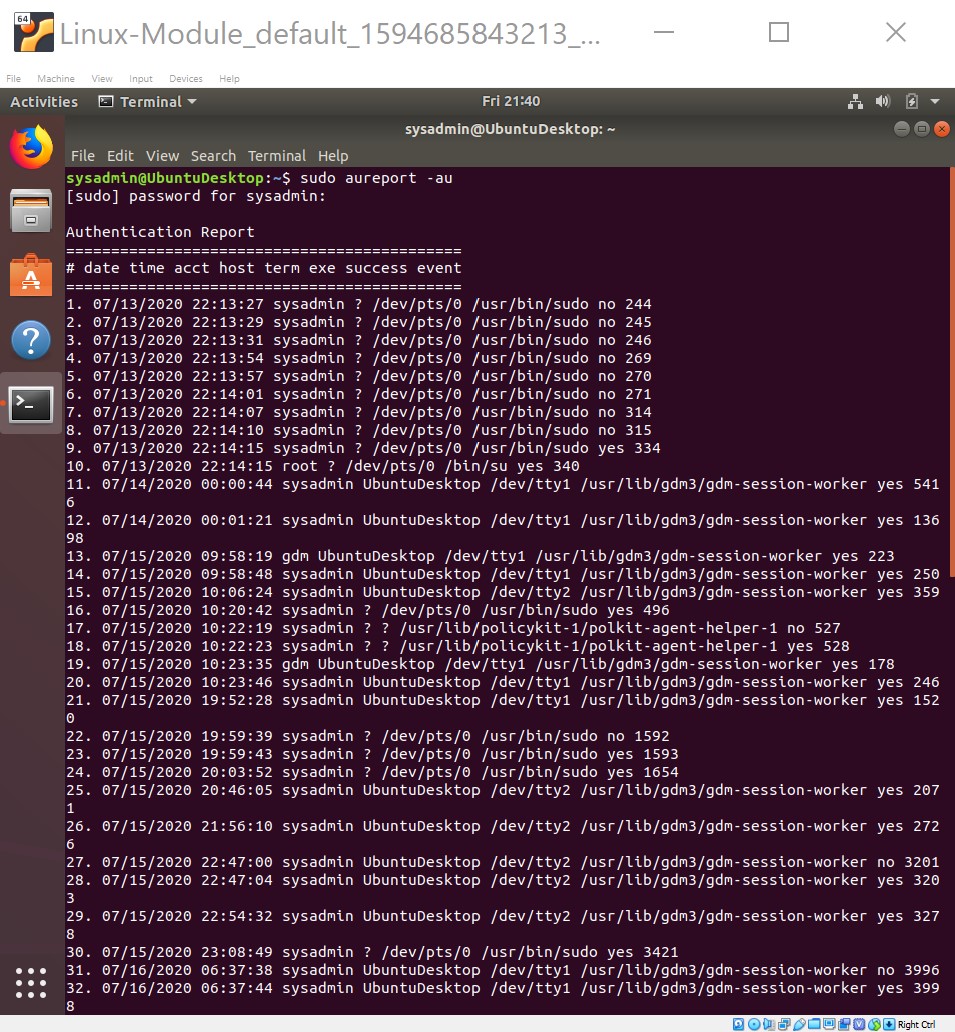 64
Linux-Module_default_1594685843213_...
File Machine View Input Devices Help
Activities Terminal Fri 21:40
sysadmin@UbuntuDesktop: ~
File Edit View Search Terminal Help
sysadmin@UbuntuDesktop:~$ sudo aureport -au
[sudo] password for sysadmin:
Authentication Report
============================================
# date time acct host term exe success event
============================================
1. 07/13/2020 22:13:27 sysadmin ? /dev/pts/0 /usr/bin/sudo no 244
2. 07/13/2020 22:13:29 sysadmin ? /dev/pts/0 /usr/bin/sudo no 245
3. 07/13/2020 22:13:31 sysadmin ? /dev/pts/0 /usr/bin/sudo no 246
4. 07/13/2020 22:13:54 sysadmin ? /dev/pts/0 /usr/bin/sudo no 269
5. 07/13/2020 22:13:57 sysadmin ? /dev/pts/0 /usr/bin/sudo no 270
6. 07/13/2020 22:14:01 sysadmin ? /dev/pts/0 /usr/bin/sudo no 271
7. 07/13/2020 22:14:07 sysadmin ? /dev/pts/0 /usr/bin/sudo no 314
8. 07/13/2020 22:14:10 sysadmin ? /dev/pts/0 /usr/bin/sudo no 315
9. 07/13/2020 22:14:15 sysadmin ? /dev/pts/0 /usr/bin/sudo yes 334
10. 07/13/2020 22:14:15 root ? /dev/pts/0 /bin/su yes 340
11. 07/14/2020 00:00:44 sysadmin UbuntuDesktop /dev/tty1 /usr/lib/gdm3/gdm-session-worker yes 541
6
12. 07/14/2020 00:01:21 sysadmin UbuntuDesktop /dev/tty1 /usr/lib/gdm3/gdm-session-worker yes 136
98
13. 07/15/2020 09:58:19 gdm UbuntuDesktop /dev/tty1 /usr/lib/gdm3/gdm-session-worker yes 223
14. 07/15/2020 09:58:48 sysadmin UbuntuDesktop /dev/tty1 /usr/lib/gdm3/gdm-session-worker yes 250
15. 07/15/2020 10:06:24 sysadmin UbuntuDesktop /dev/tty2 /usr/lib/gdm3/gdm-session-worker yes 359
16. 07/15/2020 10:20:42 sysadmin ? /dev/pts/0 /usr/bin/sudo yes 496
17. 07/15/2020 10:22:19 sysadmin ? ? /usr/lib/policykit-1/polkit-agent-helper-1 no 527
18. 07/15/2020 10:22:23 sysadmin ? ? /usr/lib/policykit-1/polkit-agent-helper-1 yes 528
19. 07/15/2020 10:23:35 gdm UbuntuDesktop /dev/tty1 /usr/lib/gdm3/gdm-session-worker yes 178
20. 07/15/2020 10:23:46 sysadmin UbuntuDesktop /dev/tty1 /usr/lib/gdm3/gdm-session-worker yes 246
21. 07/15/2020 19:52:28 sysadmin UbuntuDesktop /dev/tty1 /usr/lib/gdm3/gdm-session-worker yes 152
0
22. 07/15/2020 19:59:39 sysadmin ? /dev/pts/0 /usr/bin/sudo no 1592
23. 07/15/2020 19:59:43 sysadmin ? /dev/pts/0 /usr/bin/sudo yes 1593
24. 07/15/2020 20:03:52 sysadmin ? /dev/pts/0 /usr/bin/sudo yes 1654
25. 07/15/2020 20:46:05 sysadmin UbuntuDesktop /dev/tty2 /usr/lib/gdm3/gdm-session-worker yes 207
1
26. 07/15/2020 21:56:10 sysadmin UbuntuDesktop /dev/tty2 /usr/lib/gdm3/gdm-session-worker yes 272
6
27. 07/15/2020 22:47:00 sysadmin UbuntuDesktop /dev/tty2 /usr/lib/gdm3/gdm-session-worker no 3201
28. 07/15/2020 22:47:04 sysadmin UbuntuDesktop /dev/tty2 /usr/lib/gdm3/gdm-session-worker yes 320
3
29. 07/15/2020 22:54:32 sysadmin UbuntuDesktop /dev/tty2 /usr/lib/gdm3/gdm-session-worker yes 327
8
30. 07/15/2020 23:08:49 sysadmin ? /dev/pts/0 /usr/bin/sudo yes 3421
31. 07/16/2020 06:37:38 sysadmin UbuntuDesktop /dev/tty1 /usr/lib/gdm3/gdm-session-worker no 3996
32. 07/16/2020 06:37:44 sysadmin UbuntuDesktop /dev/tty1 /usr/lib/gdm3/gdm-session-worker yes 399
8
Right Ctrl